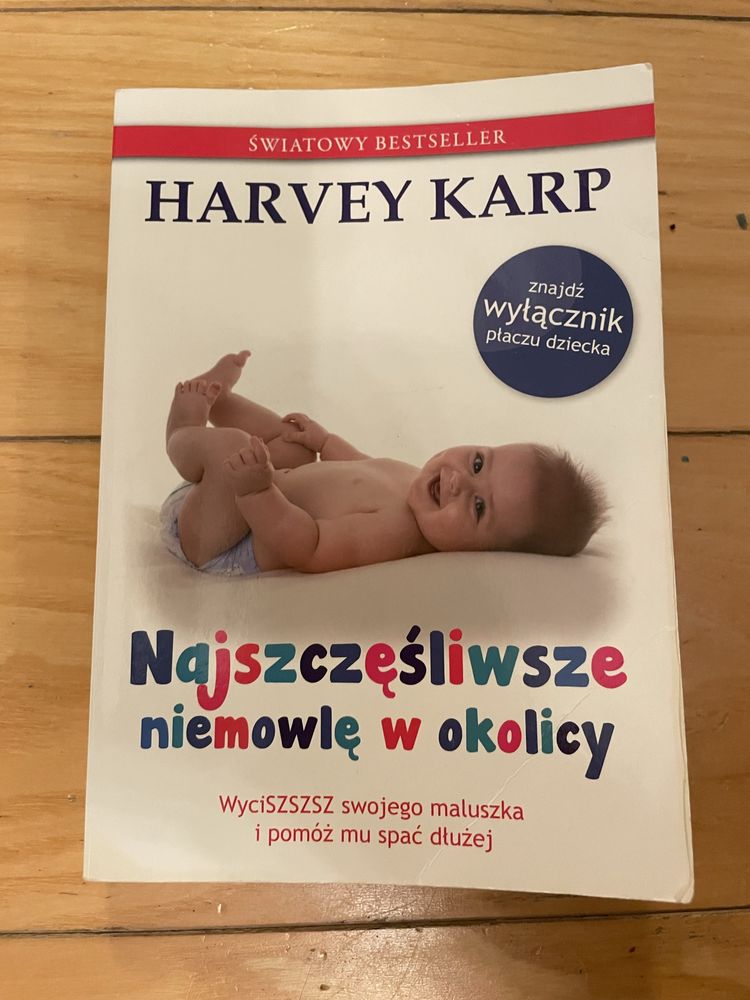 ŚWIATOWY BESTSELLER
HARVEY KARP
znajdź
wyłącznik
płaczu dziecka
Najszczęśliwsze
niemowlę w okolicy
WyciSZSZSZ swojego maluszka
i pomóż mu spać dłużej